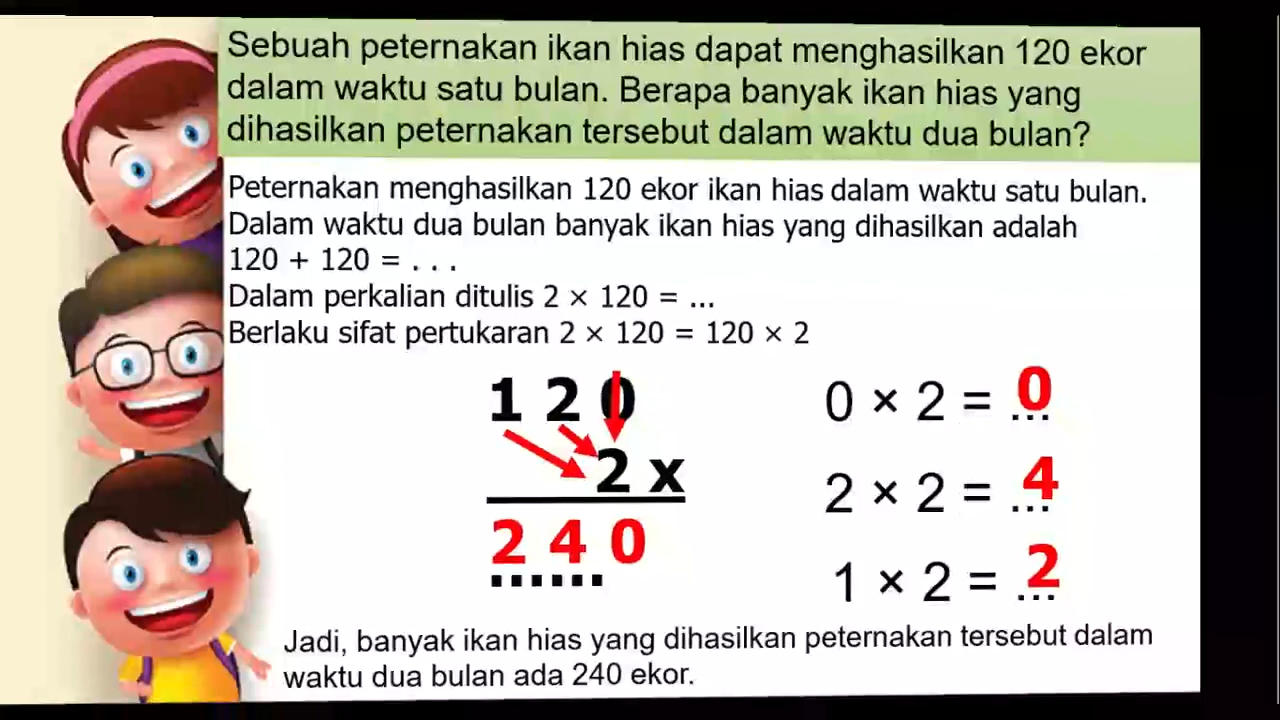 Sebuah peternakan ikan hias dapat menghasilkan 120 ekor
dalam waktu satu bulan. Berapa banyak ikan hias yang
dihasilkan peternakan tersebut dalam waktu dua bulan?
Peternakan menghasilkan 120 ekor ikan hias dalam waktu satu bulan.
Dalam waktu dua bulan banyak ikan hias yang dihasilkan adalah
120 + 120 = . . .
Dalam perkalian ditulis 2 × 120 = ...
Berlaku sifat pertukaran 2 × 120 = 120 × 2
1 2 0
2 x
2 4 0
......
0 × 2 = 0
...
2 × 2 = 4
...
1 × 2 = 2
...
Jadi, banyak ikan hias yang dihasilkan peternakan tersebut dalam
waktu dua bulan ada 240 ekor.